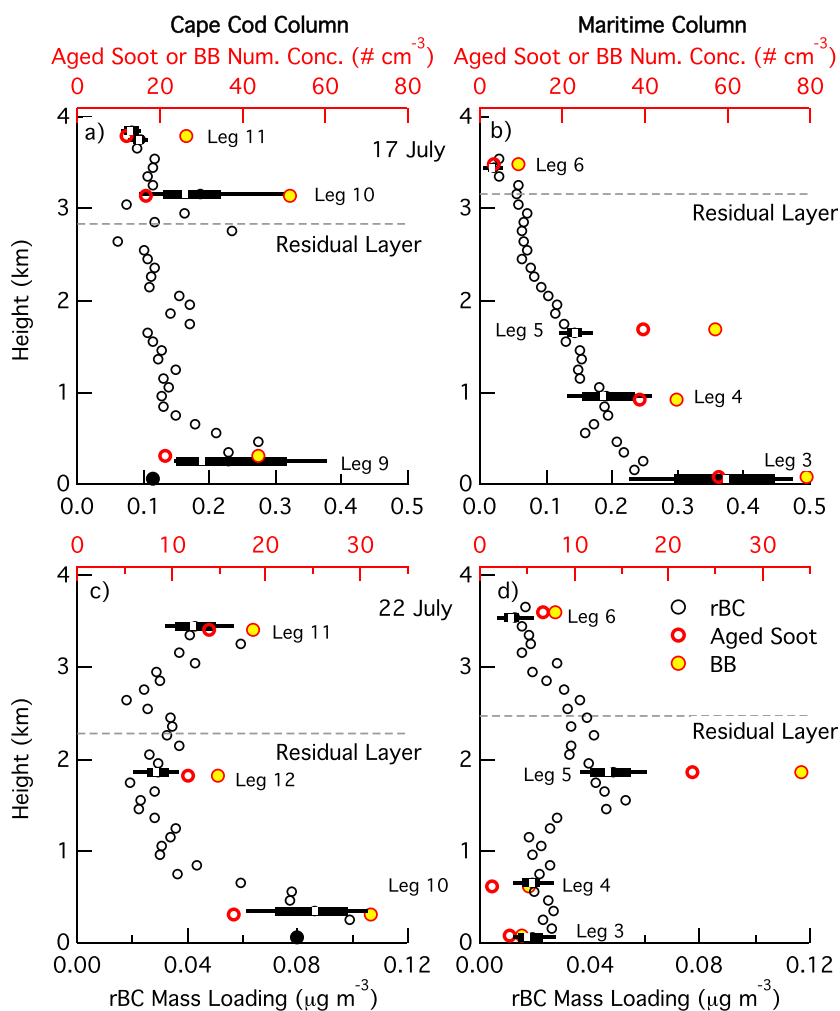 Cape Cod Column
Maritime Column
Aged Soot or BB Num. Conc. (# cm⁻³)
Aged Soot or BB Num. Conc. (# cm⁻³)
0 20 40 60 80
0 20 40 60 80
4
3
2
1
0
Height (km)
a)
Leg 11
17 July
Leg 10
Residual Layer
Leg 9
0.1 0.2 0.3 0.4 0.5
4
3
2
1
0
b)
Leg 6
Residual Layer
Leg 5
Leg 4
Leg 3
0.1 0.2 0.3 0.4 0.5
0 10 20 30
0 10 20 30
4
3
2
1
0
Height (km)
c)
Leg 11
22 July
Residual Layer
Leg 12
Leg 10
0.00 0.04 0.08 0.12
rBC Mass Loading (μg m⁻³)
4
3
2
1
0
d)
Leg 6
rBC
Aged Soot
BB
Residual Layer
Leg 5
Leg 4
Leg 3
0.00 0.04 0.08 0.12
rBC Mass Loading (μg m⁻³)